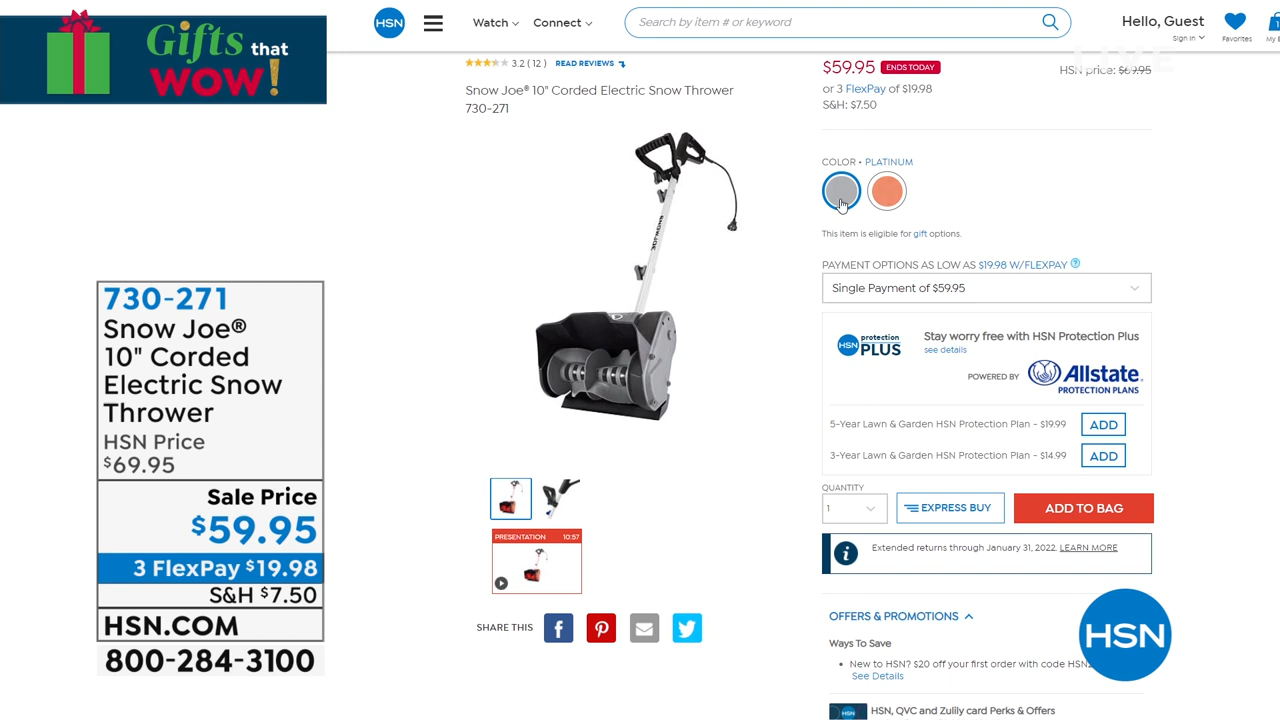 Gifts that
WOW!
HSN
Watch
Connect
Search by item # or keyword
Hello, Guest
Sign In
Favorites
3.2 ( 12 )
READ REVIEWS
Snow Joe® 10" Corded Electric Snow Thrower
730-271
$59.95
ENDS TODAY
HSN price: $69.95
or 3 FlexPay of $19.98
S&H: $7.50
COLOR • PLATINUM
This item is eligible for gift options.
PAYMENT OPTIONS AS LOW AS $19.98 W/FLEXPAY ?
Single Payment of $59.95
HSN protection PLUS
Stay worry free with HSN Protection Plus
see details
POWERED BY
Allstate.
PROTECTION PLANS
5-Year Lawn & Garden HSN Protection Plan - $19.99
ADD
3-Year Lawn & Garden HSN Protection Plan - $14.99
ADD
QUANTITY
1
EXPRESS BUY
ADD TO BAG
i
Extended returns through January 31, 2022. LEARN MORE
OFFERS & PROMOTIONS
Ways To Save
• New to HSN? $20 off your first order with code
See Details
HSN
HSN, QVC and Zulily card Perks & Offers
HSN
SNOWJOE
PRESENTATION 10:57
SHARE THIS
730-271
Snow Joe®
10" Corded
Electric Snow
Thrower
HSN Price
$69.95
Sale Price
$59.95
3 FlexPay $19.98
S&H $7.50
HSN.COM
800-284-3100